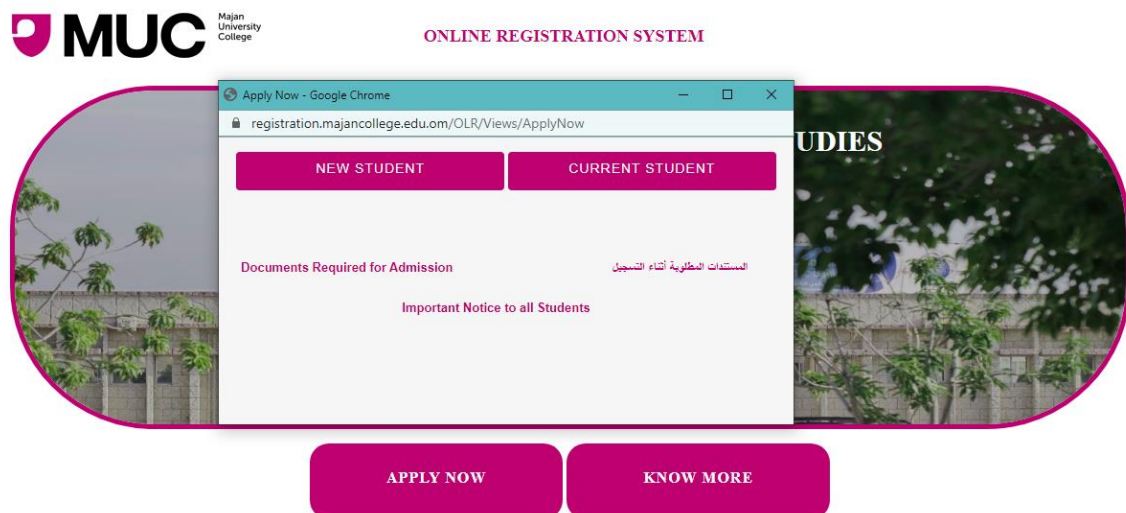 MUC
Majan
University
College
ONLINE REGISTRATION SYSTEM
Apply Now - Google Chrome
registration.majancollege.edu.om/OLR/Views/ApplyNow
UDIES
NEW STUDENT
CURRENT STUDENT
Documents Required for Admission
المستندات المطلوبة أثناء التسجيل
Important Notice to all Students
APPLY NOW
KNOW MORE